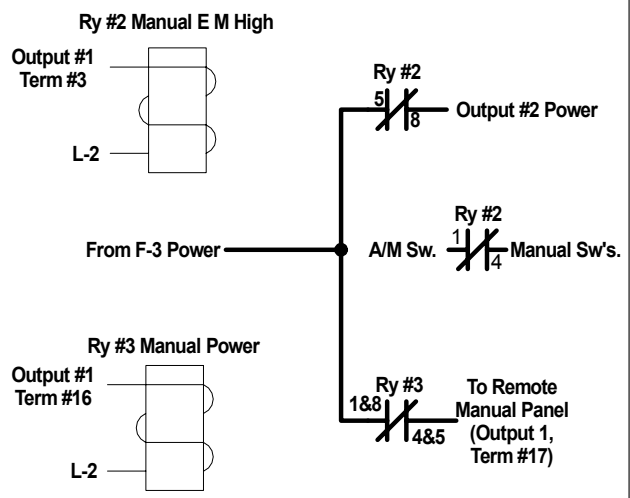 Ry #2 Manual E M High
Output #1
Term #3
L-2
Ry #2
5
8
Output #2 Power
From F-3 Power
A/M Sw.
Ry #2
1
4
Manual Sw's.
Ry #3 Manual Power
Output #1
Term #16
L-2
Ry #3
1&8
4&5
To Remote
Manual Panel
(Output 1,
Term #17)